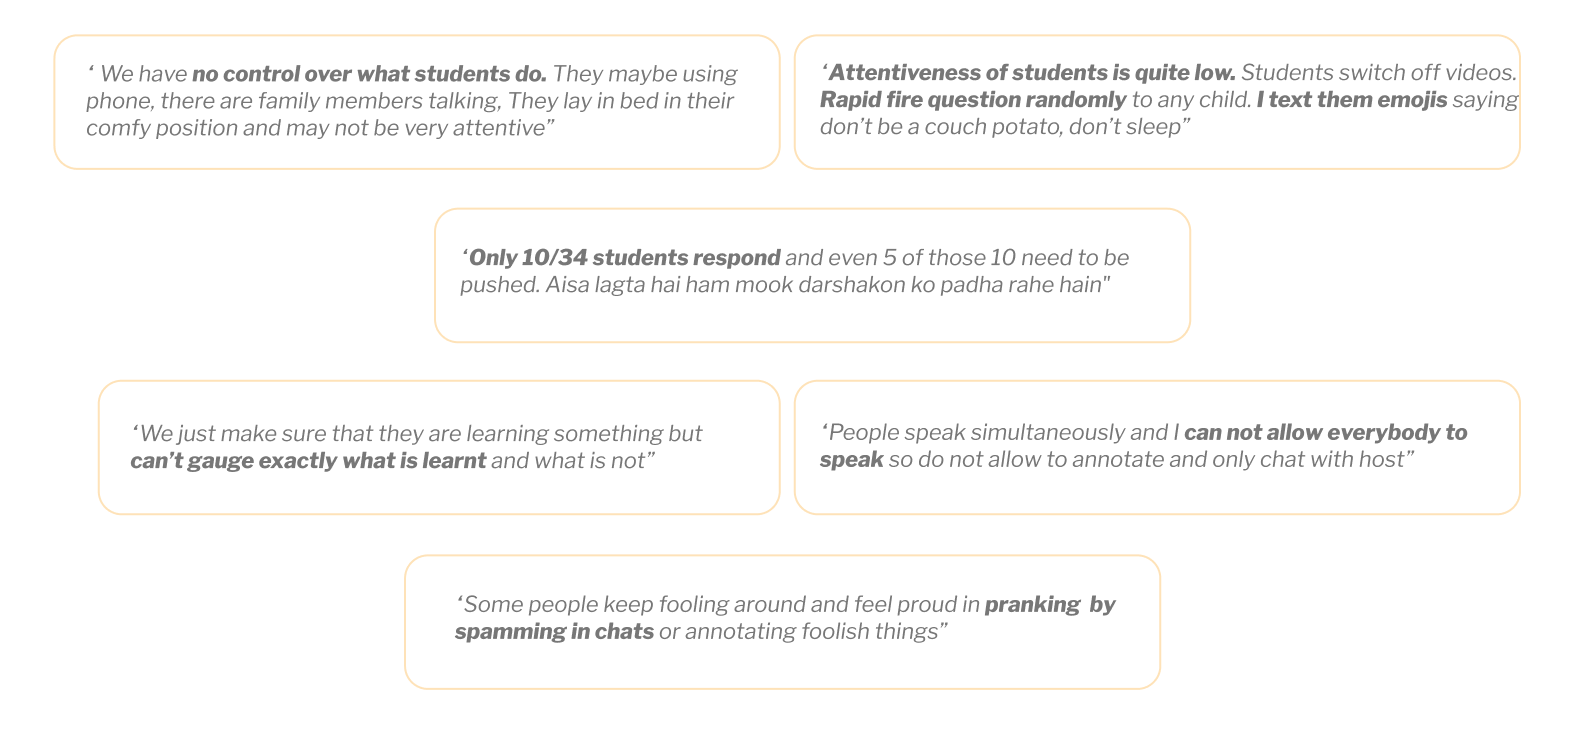 ‘ We have no control over what students do. They maybe using
phone, there are family members talking, They lay in bed in their
comfy position and may not be very attentive”
‘Attentiveness of students is quite low. Students switch off videos.
Rapid fire question randomly to any child. I text them emojis saying
don’t be a couch potato, don’t sleep”
‘Only 10/34 students respond and even 5 of those 10 need to be
pushed. Aisa lagta hai ham mook darshakon ko padha rahe hain"
‘We just make sure that they are learning something but
can’t gauge exactly what is learnt and what is not”
‘People speak simultaneously and I can not allow everybody to
speak so do not allow to annotate and only chat with host”
‘Some people keep fooling around and feel proud in pranking  by
spamming in chats or annotating foolish things”